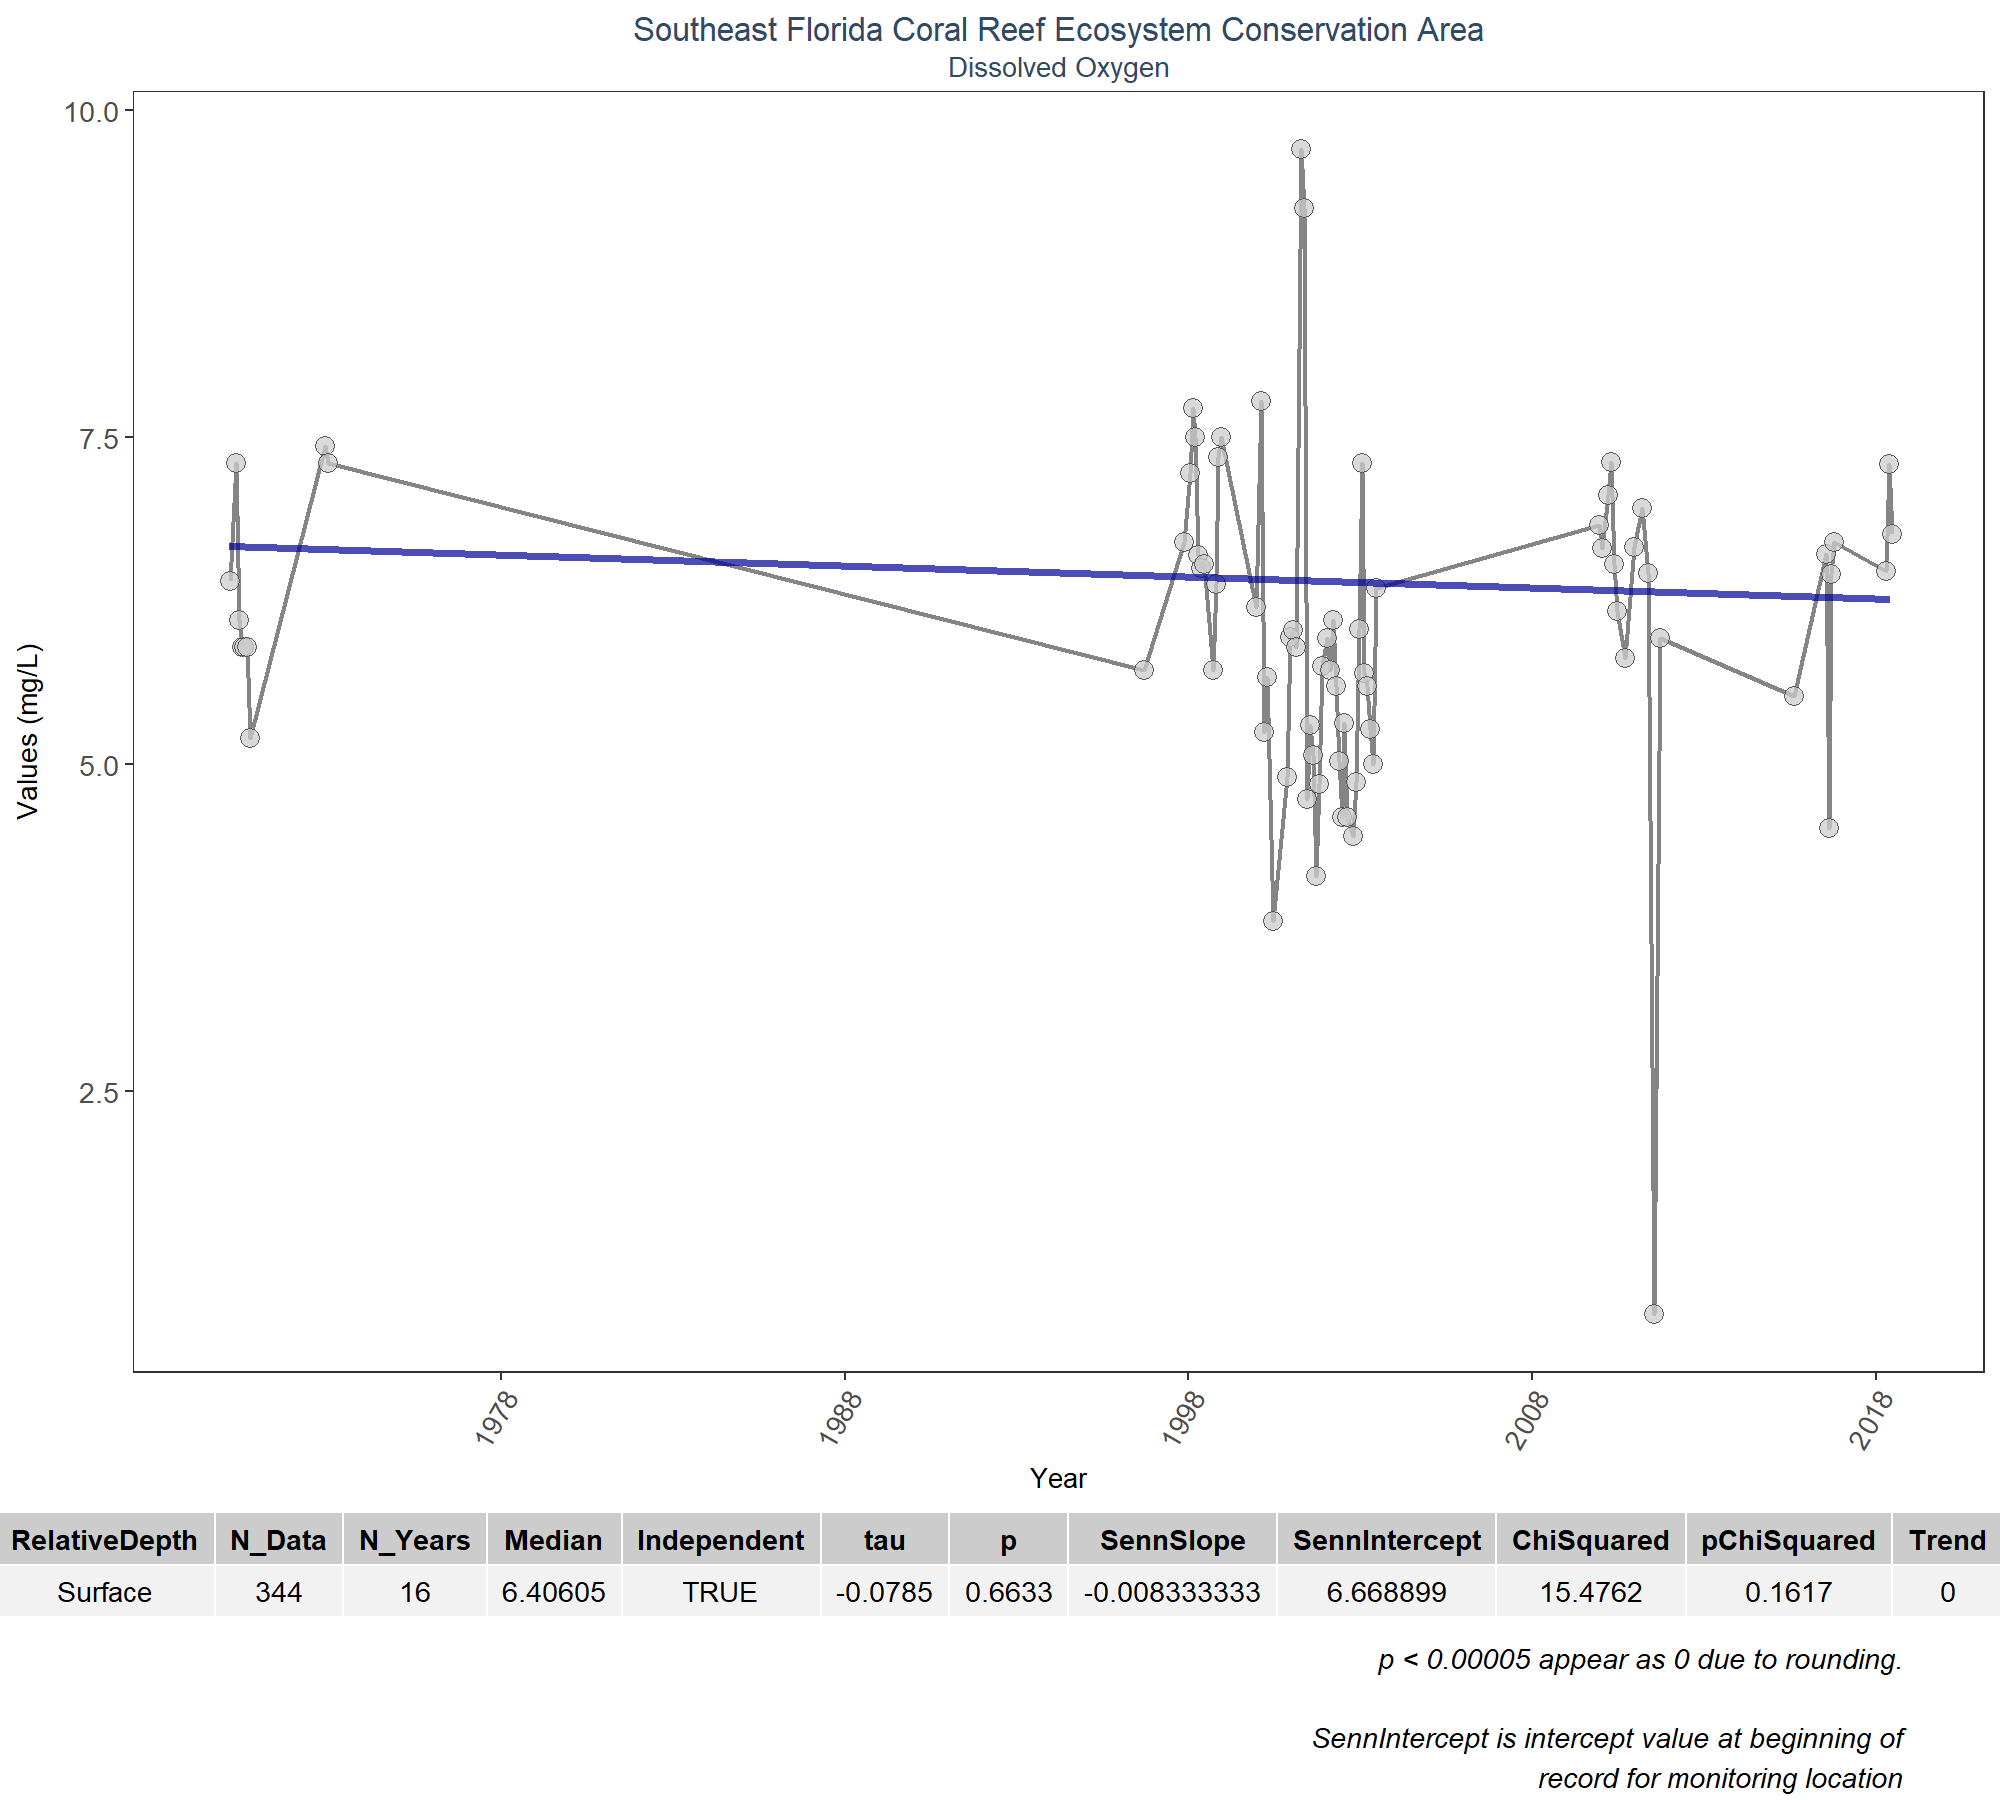 Southeast Florida Coral Reef Ecosystem Conservation Area
Dissolved Oxygen
10.0
7.5
5.0
2.5
Values (mg/L)
1978
1988
1998
2008
2018
Year
RelativeDepth N_Data N_Years Median Independent tau p SennSlope SennIntercept ChiSquared pChiSquared Trend
Surface 344 16 6.40605 TRUE -0.0785 0.6633 -0.008333333 6.668899 15.4762 0.1617 0
p < 0.00005 appear as 0 due to rounding.
SennIntercept is intercept value at beginning of
record for monitoring location